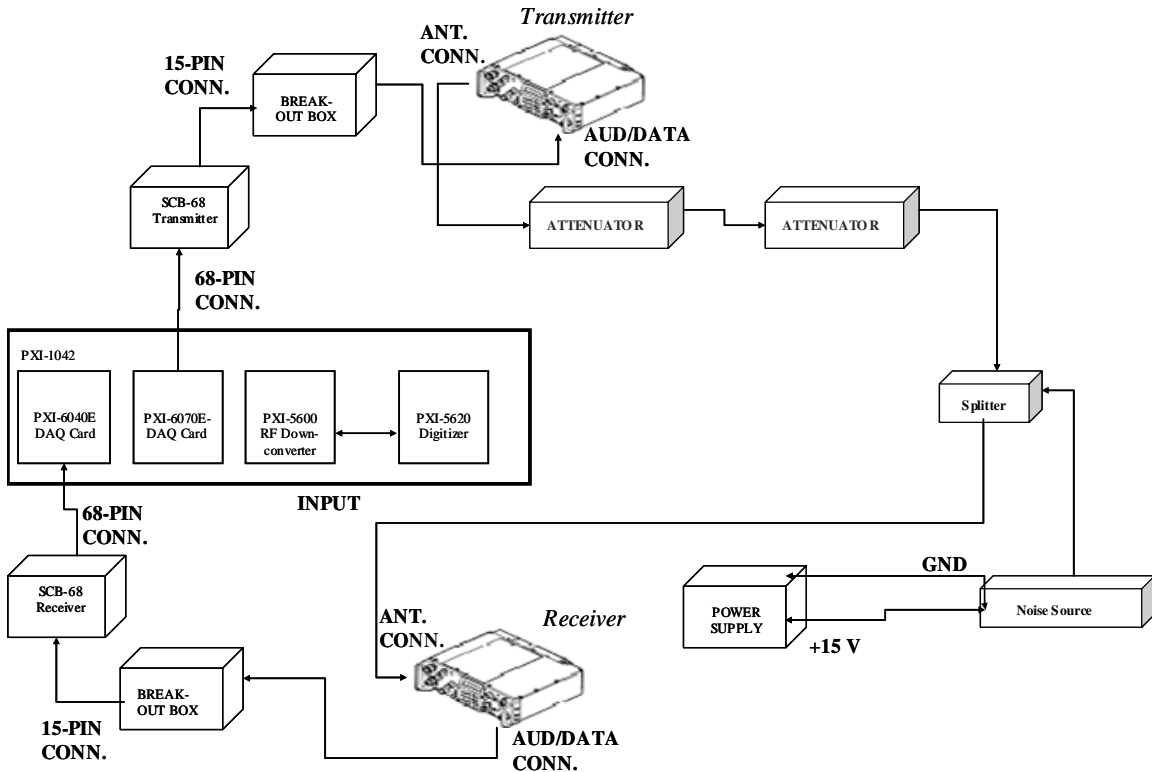 Transmitter
ANT.
CONN.
15-PIN
CONN.
BREAK-
OUT BOX
AUD/DATA
CONN.
SCB-68
Transmitter
ATTENUATOR
ATTENUATOR
68-PIN
CONN.
PXI-1042
PXI-6040E
DAQ Card
PXI-6070E-
DAQ Card
PXI-5600
RF Down-
converter
PXI-5620
Digitizer
Splitter
INPUT
68-PIN
CONN.
GND
SCB-68
Receiver
POWER
SUPPLY
Noise Source
+15 V
ANT.
CONN.
Receiver
BREAK-
OUT BOX
15-PIN
CONN.
AUD/DATA
CONN.